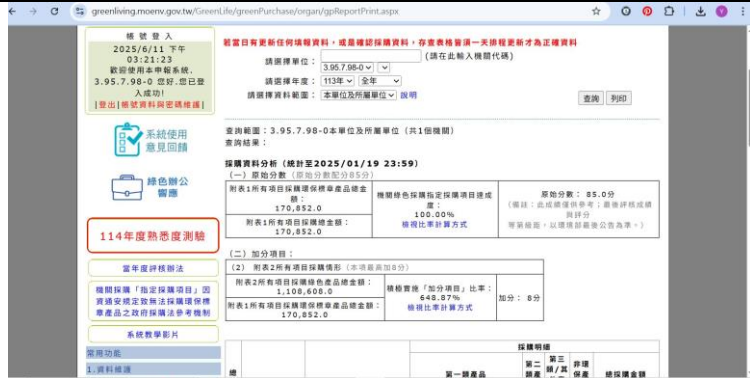 greenliving.moenv.gov.tw/GreenLife/greenPurchase/organ/gpReportPrint.aspx
帳號登入
2025/6/11 下午
03:21:23
歡迎使用本申報系統.
3.95.7.98-0 您好.您已登
入成功!
|登出|帳號資料與密碼維護|
系統使用
意見回饋
綠色辦公
響應
114年度熟悉度測驗
當年度評核辦法
機關採購「指定採購項目」因
資通安規定致無法採購環保標
章產品之政府採購法參考機制
系統教學影片
常用功能
1.資料維護
若當日有更新任何填報資料，或是確認採購資料，存查表格皆須一天排程更新才為正確資料
請選擇單位：
(請在此輸入機關代碼)
3.95.7.98-0
請選擇年度：113年 全年
請選擇資料範圍：本單位及所屬單位 說明
查詢 列印
查詢範圍：3.95.7.98-0本單位及所屬單位（共1個機關）
查詢結果：
採購資料分析（統計至2025/01/19 23:59）
(一) 原始分數（原始分數配分85分）
附表1所有項目採購環保標章產品總金
額：
170,852.0
附表1所有項目採購總金額：
170,852.0
機關綠色採購指定採購項目達成
度：
100.00%
檢視比率計算方式
原始分數： 85.0分
(備註：此成績僅供參考；最後評核成績
與評分
等第級距，以環境部最後公告為準。)
(二) 加分項目：
(2) 附表2所有項目採購情形（本項最高加8分）
附表2所有項目採購綠色產品總金額：
1,108,608.0
附表1所有項目採購環保標章產品總金額：
170,852.0
積極實施「加分項目」比率：
648.87%
檢視比率計算方式
加分： 8分
採購明細
總
第一類產品
第二
類產
第三
類/其
非環
保產
總採購金額